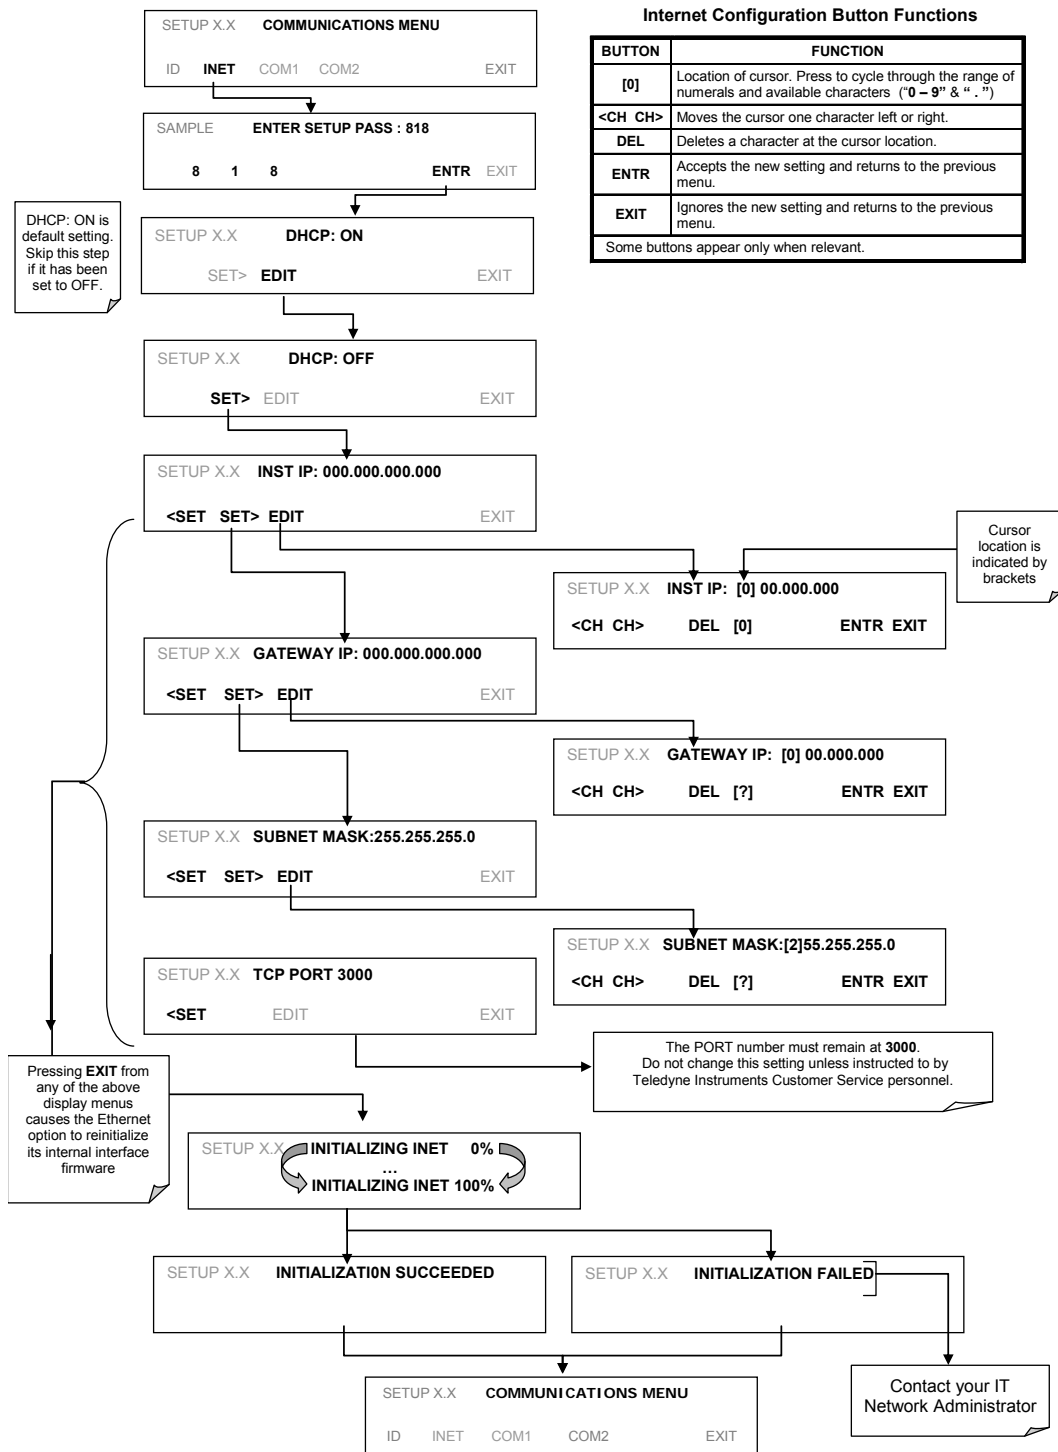 SETUP X.X COMMUNICATIONS MENU
ID INET COM1 COM2 EXIT
Internet Configuration Button Functions
BUTTON FUNCTION
[0] Location of cursor. Press to cycle through the range of
numerals and available characters (“0 – 9” & “ . ”)
<CH CH> Moves the cursor one character left or right.
DEL Deletes a character at the cursor location.
ENTR Accepts the new setting and returns to the previous
menu.
EXIT Ignores the new setting and returns to the previous
menu.
Some buttons appear only when relevant.
SAMPLE ENTER SETUP PASS : 818
8 1 8 ENTR EXIT
DHCP: ON is
default setting.
Skip this step
if it has been
set to OFF.
SETUP X.X DHCP: ON
SET> EDIT EXIT
SETUP X.X DHCP: OFF
SET> EDIT EXIT
SETUP X.X INST IP: 000.000.000.000
<SET SET> EDIT EXIT
Cursor
location is
indicated by
brackets
SETUP X.X INST IP: [0] 00.000.000
<CH CH> DEL [0] ENTR EXIT
SETUP X.X GATEWAY IP: 000.000.000.000
<SET SET> EDIT EXIT
SETUP X.X GATEWAY IP: [0] 00.000.000
<CH CH> DEL [?] ENTR EXIT
SETUP X.X SUBNET MASK:255.255.255.0
<SET SET> EDIT EXIT
SETUP X.X SUBNET MASK:[2]55.255.255.0
<CH CH> DEL [?] ENTR EXIT
SETUP X.X TCP PORT 3000
<SET EDIT EXIT
The PORT number must remain at 3000.
Do not change this setting unless instructed to by
Teledyne Instruments Customer Service personnel.
Pressing EXIT from
any of the above
display menus
causes the Ethernet
option to reinitialize
its internal interface
firmware
SETUP X.X INITIALIZING INET 0%
…
INITIALIZING INET 100%
SETUP X.X INITIALIZATI0N SUCCEEDED
SETUP X.X INITIALIZATION FAILED
Contact your IT
Network Administrator
SETUP X.X COMMUNICATIONS MENU
ID INET COM1 COM2 EXIT